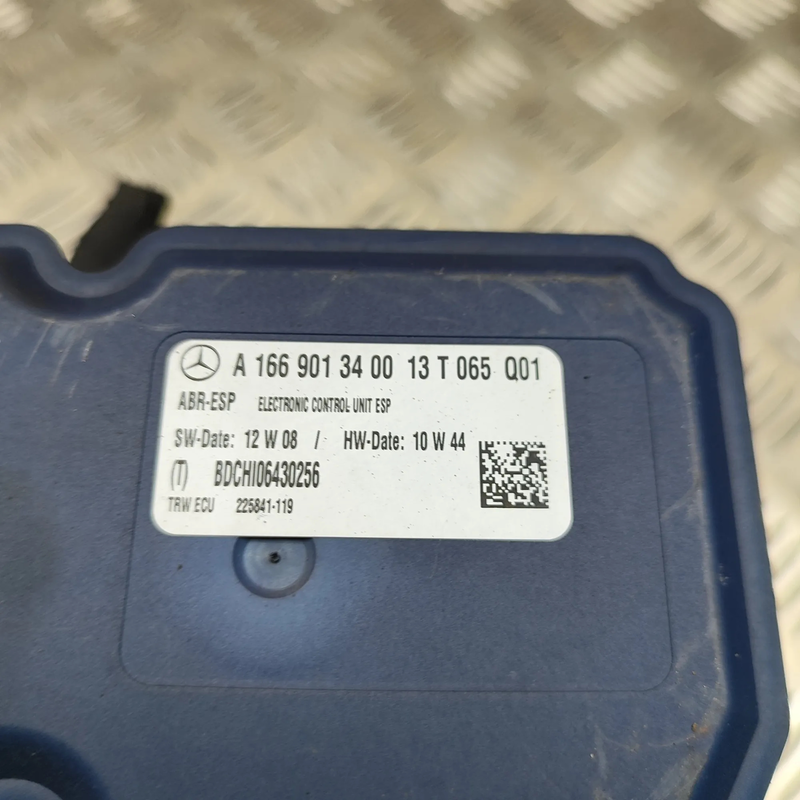 A 166 901 34 00 13 T 065 Q01
ABR-ESP ELECTRONIC CONTROL UNIT ESP
SW-Date: 12 W 08 / HW-Date: 10 W 44
(T) BDCHI06430256
TRW ECU 225841-119